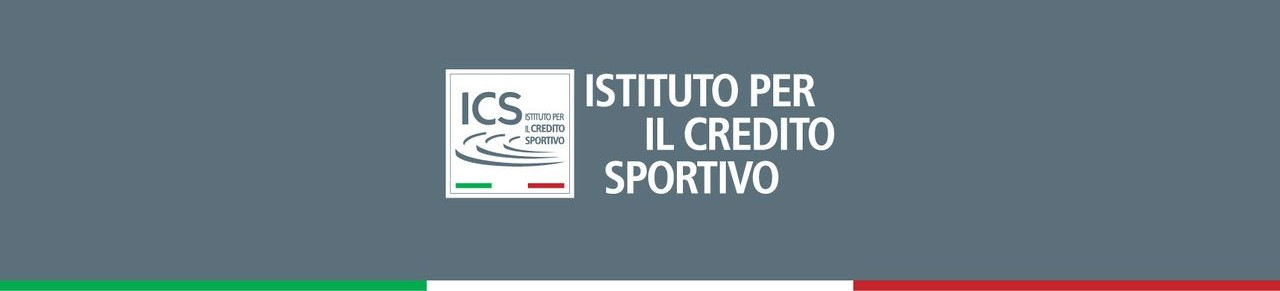 ICS
ISTITUTO PER
IL CREDITO
SPORTIVO
ISTITUTO PER
IL CREDITO
SPORTIVO